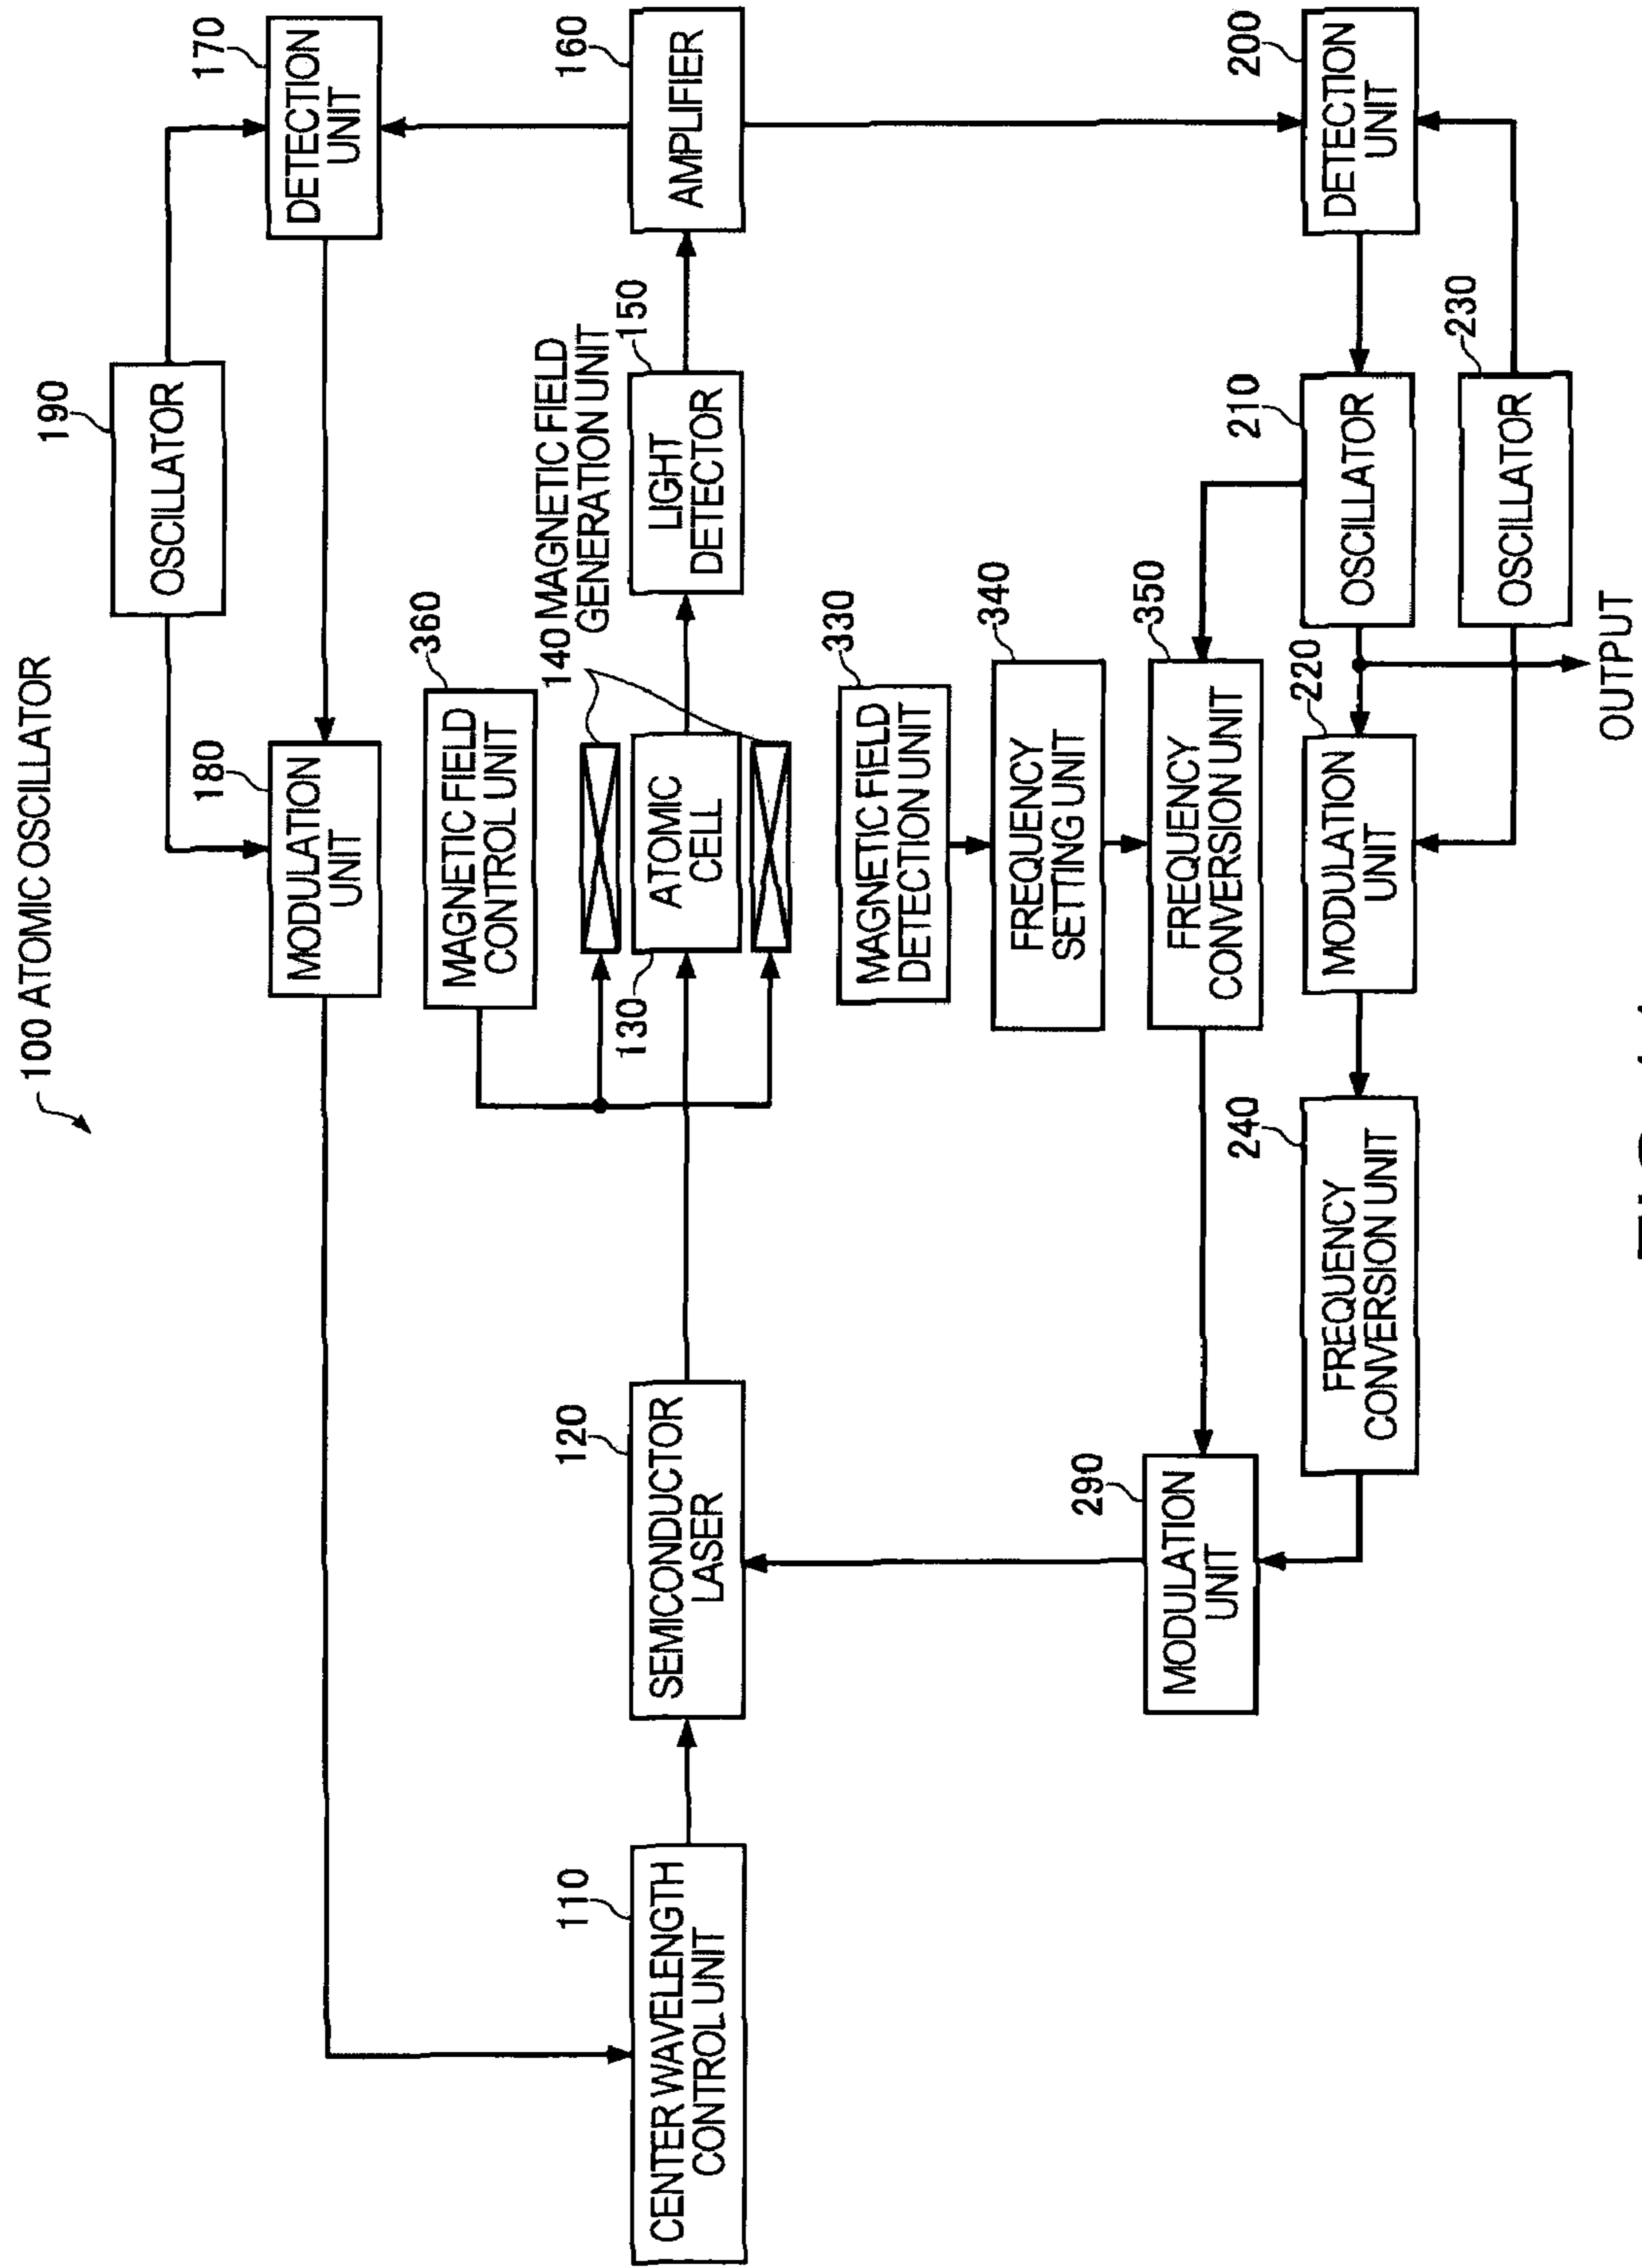 100 ATOMIC OSCILLATOR
190
OSCILLATOR
180
MODULATION
UNIT
170
DETECTION
UNIT
360
MAGNETIC FIELD
CONTROL UNIT
140 MAGNETIC FIELD
GENERATION UNIT
110
CENTER WAVELENGTH
CONTROL UNIT
120
SEMICONDUCTOR
LASER
130
ATOMIC
CELL
150
LIGHT
DETECTOR
160
AMPLIFIER
330
MAGNETIC FIELD
DETECTION UNIT
340
FREQUENCY
SETTING UNIT
290
MODULATION
UNIT
350
FREQUENCY
CONVERSION UNIT
240
FREQUENCY
CONVERSION UNIT
220
MODULATION
UNIT
210
OSCILLATOR
200
DETECTION
UNIT
230
OSCILLATOR
OUTPUT